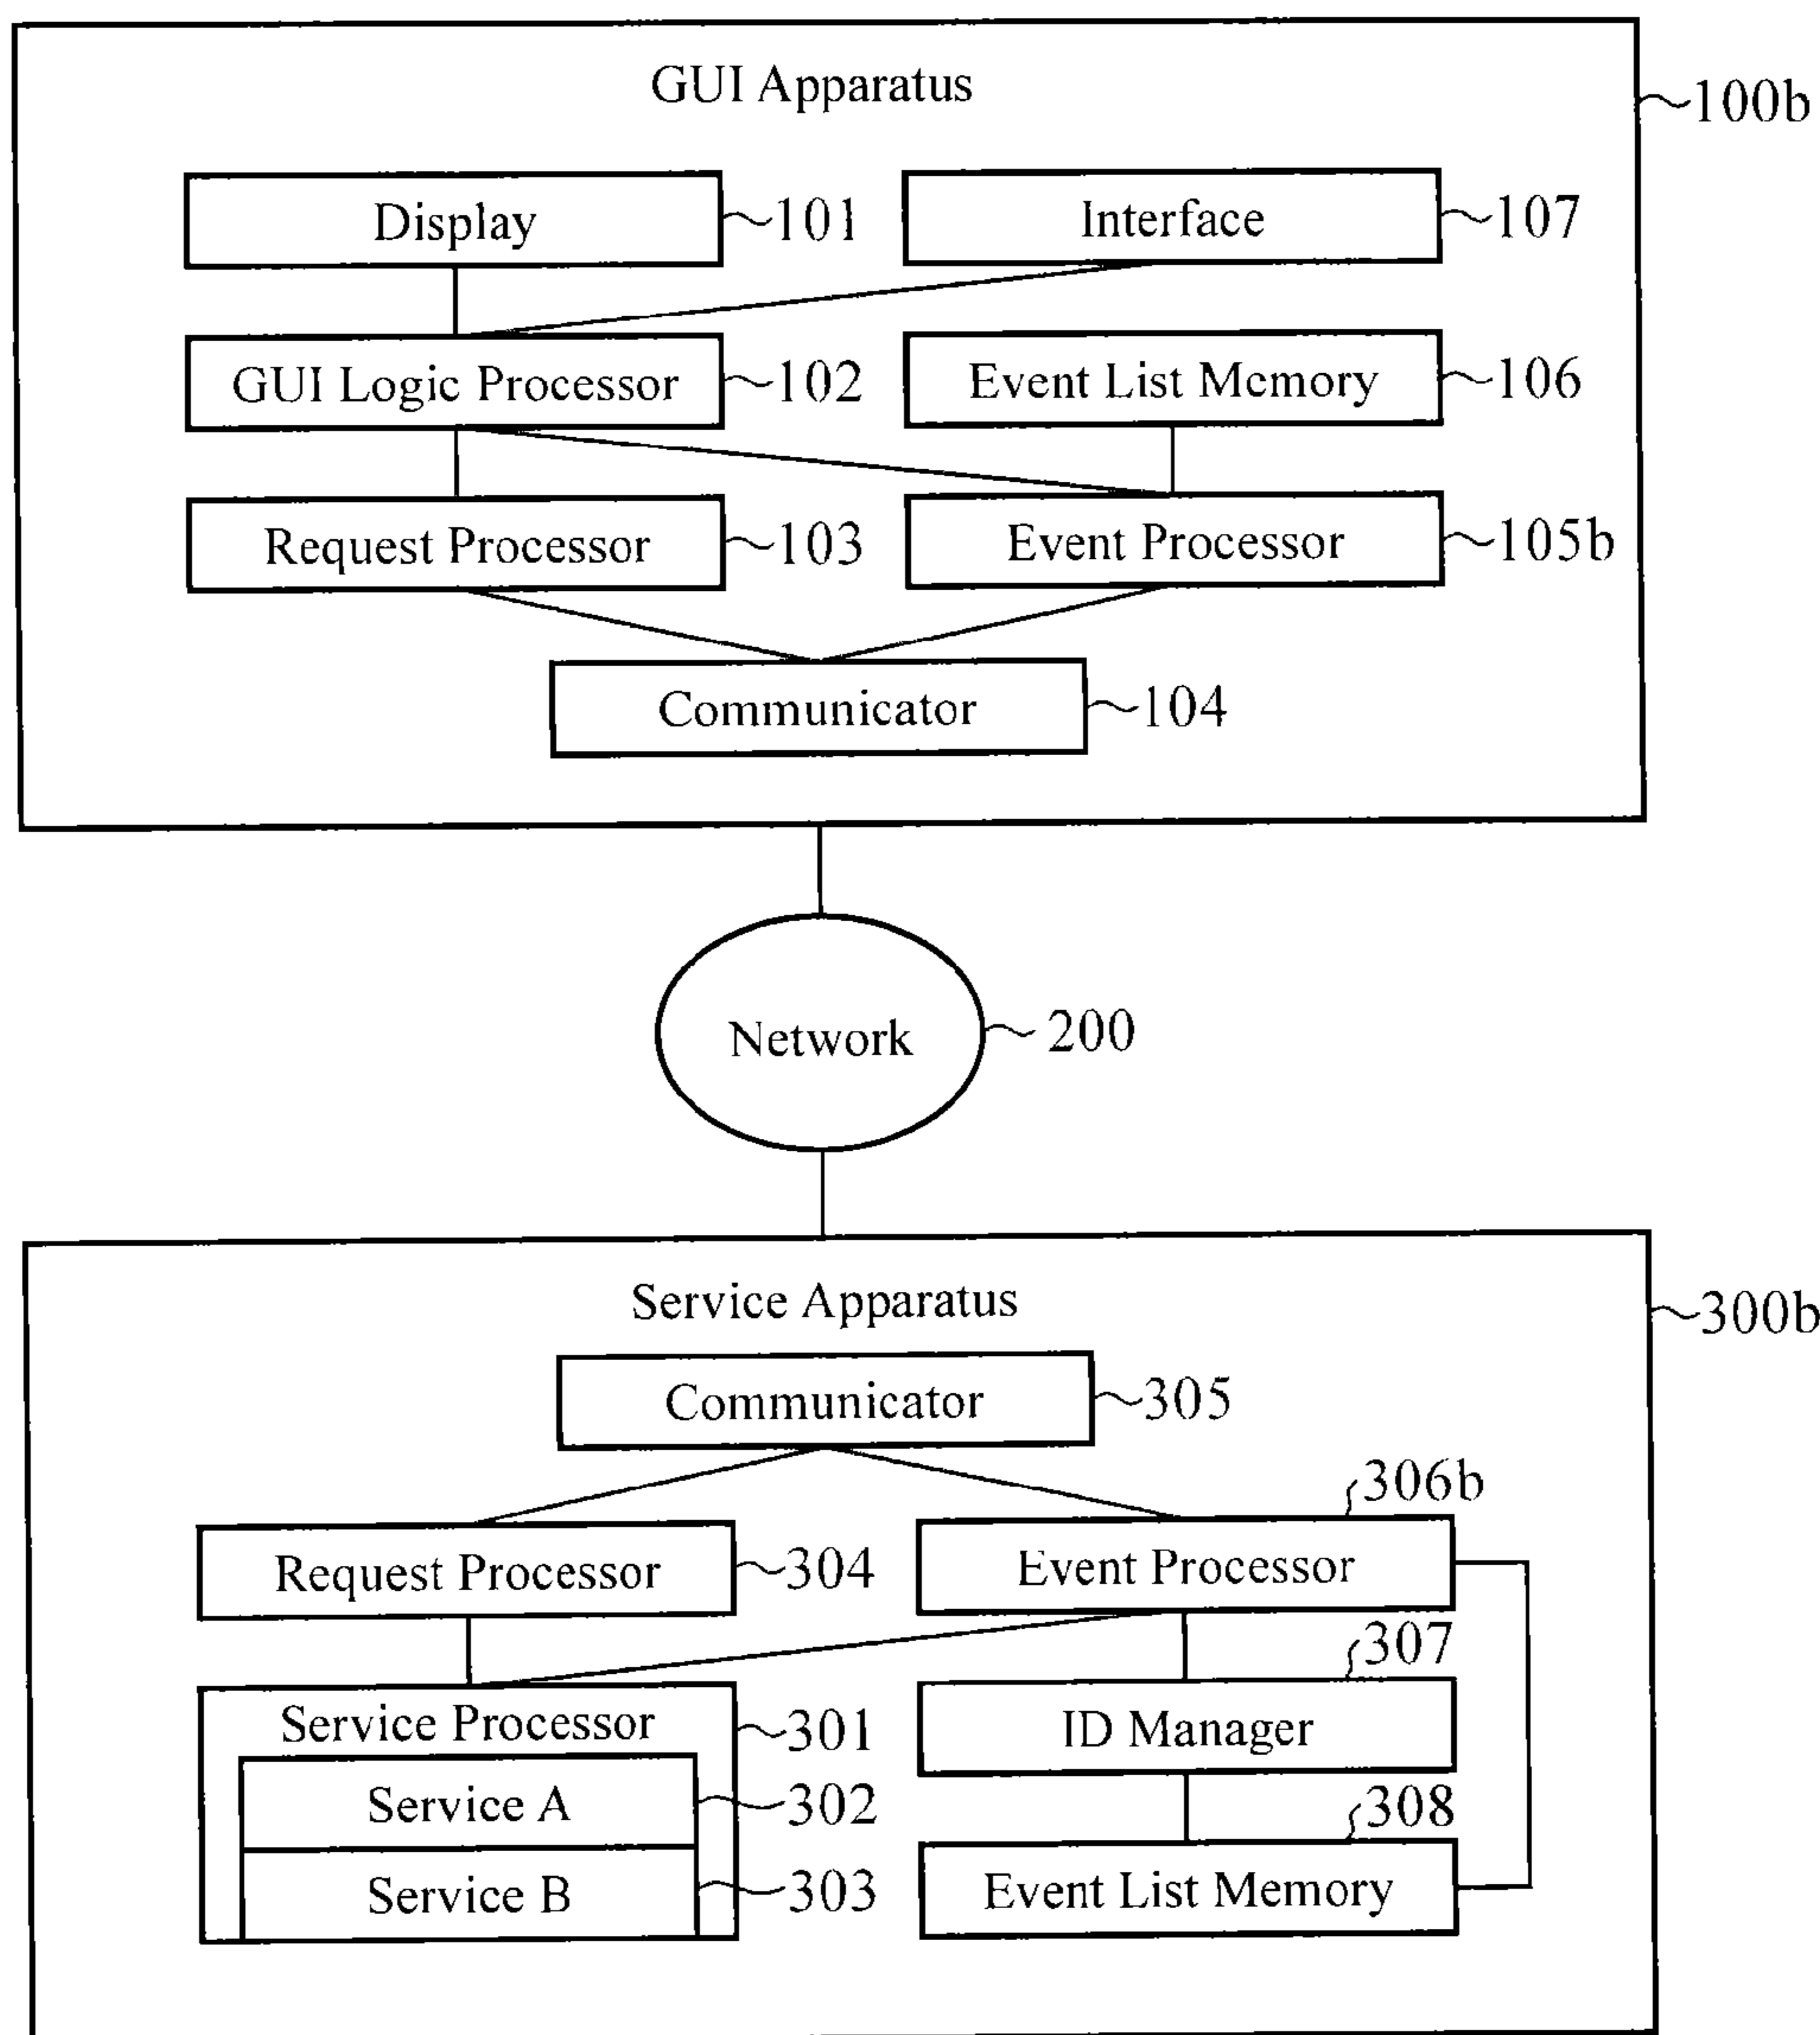 GUI Apparatus
100b
Display 101
Interface 107
GUI Logic Processor 102
Event List Memory 106
Request Processor 103
Event Processor 105b
Communicator 104
Network 200
Service Apparatus
300b
Communicator 305
306b
Request Processor 304
Event Processor
307
Service Processor 301
ID Manager
Service A 302
308
Service B 303
Event List Memory